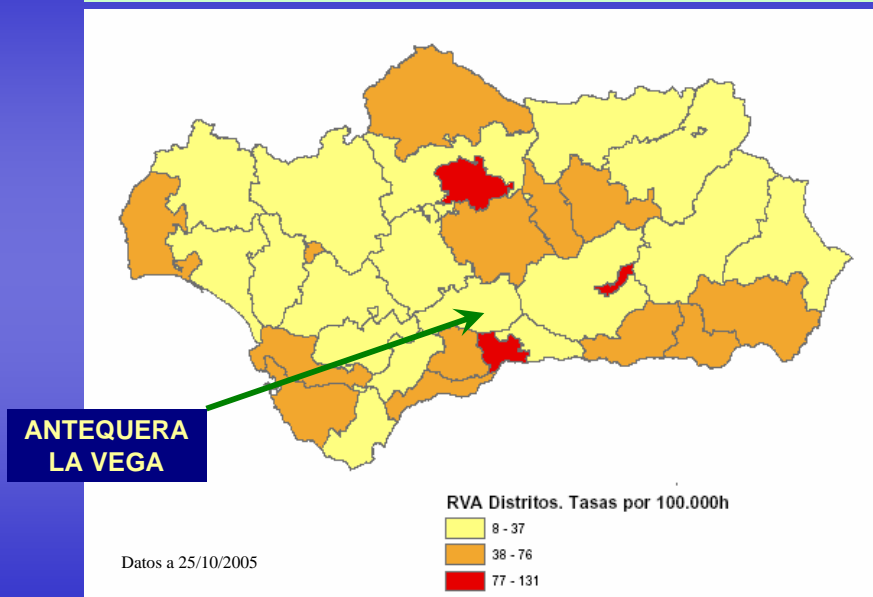 ANTEQUERA
LA VEGA
RVA Distritos. Tasas por 100.000h
8 - 37
38 - 76
77 - 131
Datos a 25/10/2005